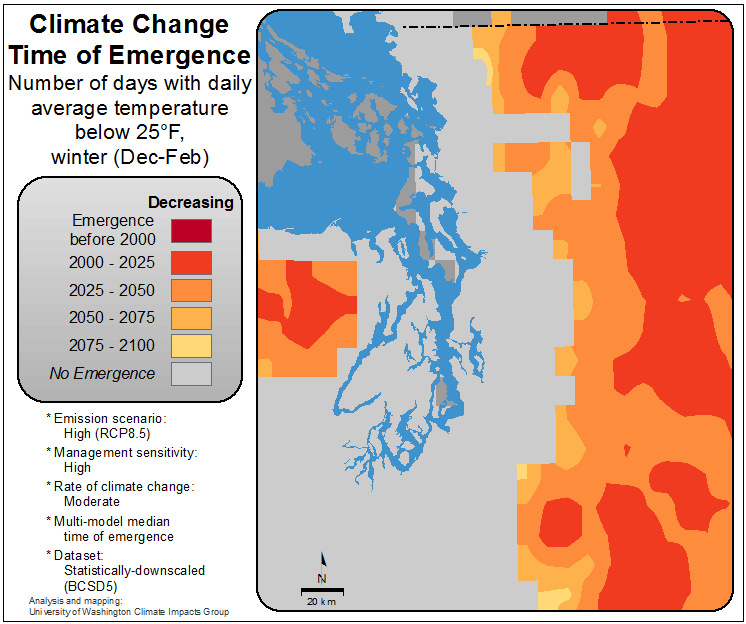 Climate Change
Time of Emergence
Number of days with daily
average temperature
below 25°F,
winter (Dec-Feb)
Decreasing
Emergence
before 2000
2000 - 2025
2025 - 2050
2050 - 2075
2075 - 2100
No Emergence
* Emission scenario:
High (RCP8.5)
* Management sensitivity:
High
* Rate of climate change:
Moderate
* Multi-model median
time of emergence
* Dataset:
Statistically-downscaled
(BCSD5)
Analysis and mapping:
University of Washington Climate Impacts Group
N
20 km